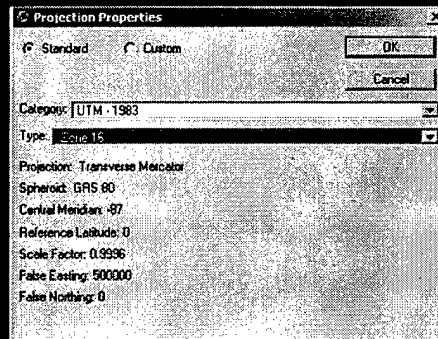 Projection Properties
Standard Custom OK
Cancel
Category: UTM - 1983
Type: Zone 16
Projection: Transverse Mercator
Spheroid: GRS 80
Central Meridian: -87
Reference Latitude: 0
Scale Factor: 0.9996
False Easting: 500000
False Northing: 0